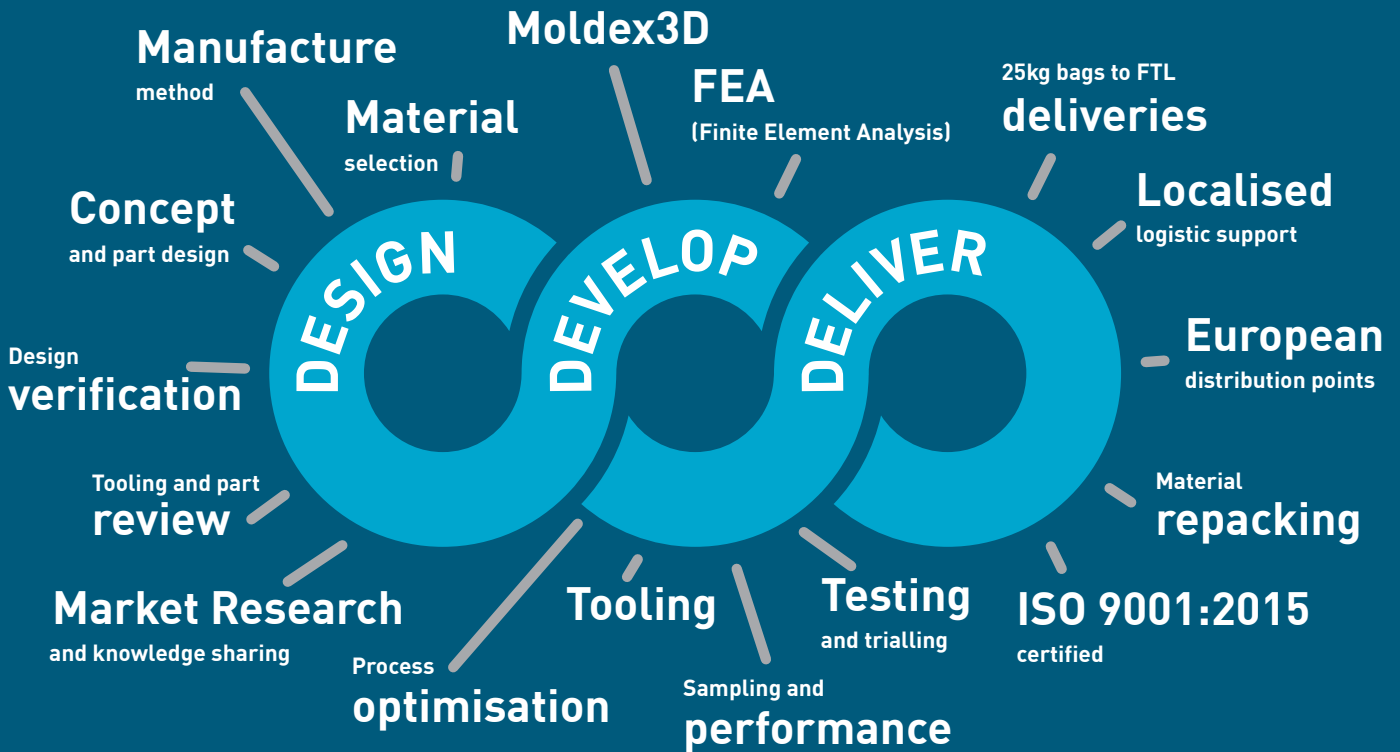 Manufacture
method
Material
selection
Concept
and part design
Design
verification
Tooling and part
review
Market Research
and knowledge sharing
DESIGN
Moldex3D
FEA
(Finite Element Analysis)
DEVELOP
Process
optimisation
Tooling
Sampling and
performance
Testing
and trialling
DELIVER
25kg bags to FTL
deliveries
Localised
logistic support
European
distribution points
Material
repacking
ISO 9001:2015
certified